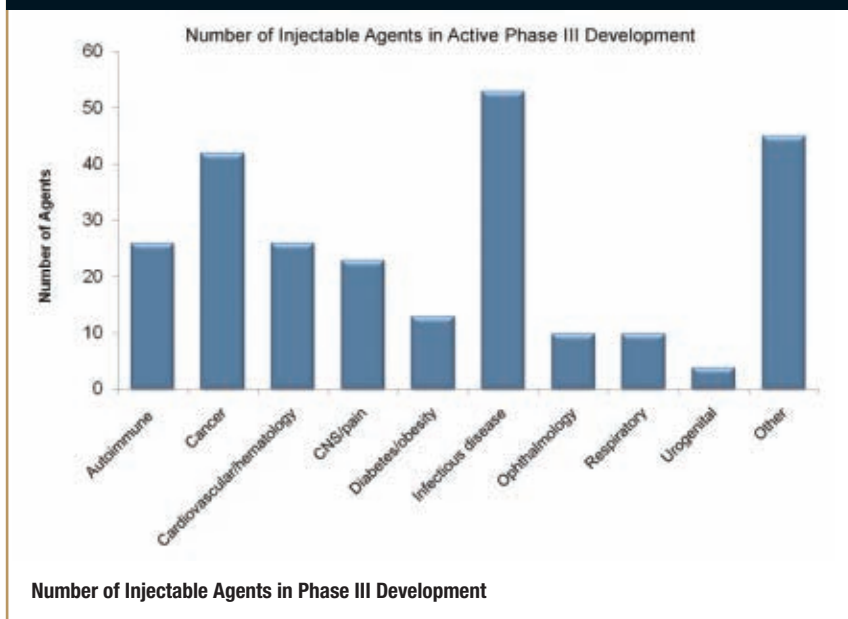 Number of Injectable Agents in Active Phase III Development
60
50
40
30
20
10
0
Number of Agents
Autoimmune
Cancer
Cardiovascular/hematology
CNS/pain
Diabetes/obesity
Infectious disease
Ophthalmology
Respiratory
Urogenital
Other
Number of Injectable Agents in Phase III Development